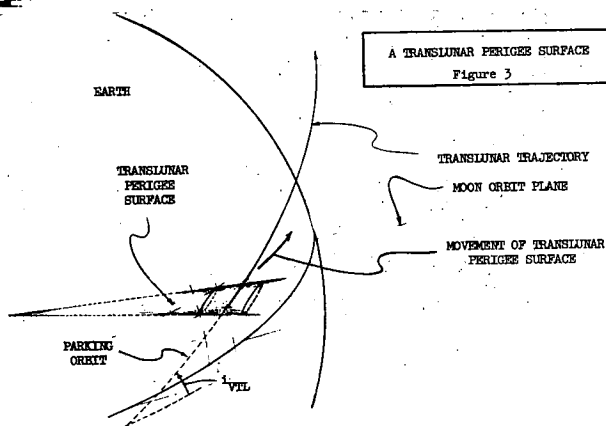 A TRANSLUNAR PERIGEE SURFACE
Figure 3
EARTH
TRANSLUNAR
PERIGEE
SURFACE
TRANSLUNAR TRAJECTORY
MOON ORBIT PLANE
MOVEMENT OF TRANSLUNAR
PERIGEE SURFACE
PARKING
ORBIT
iVTL